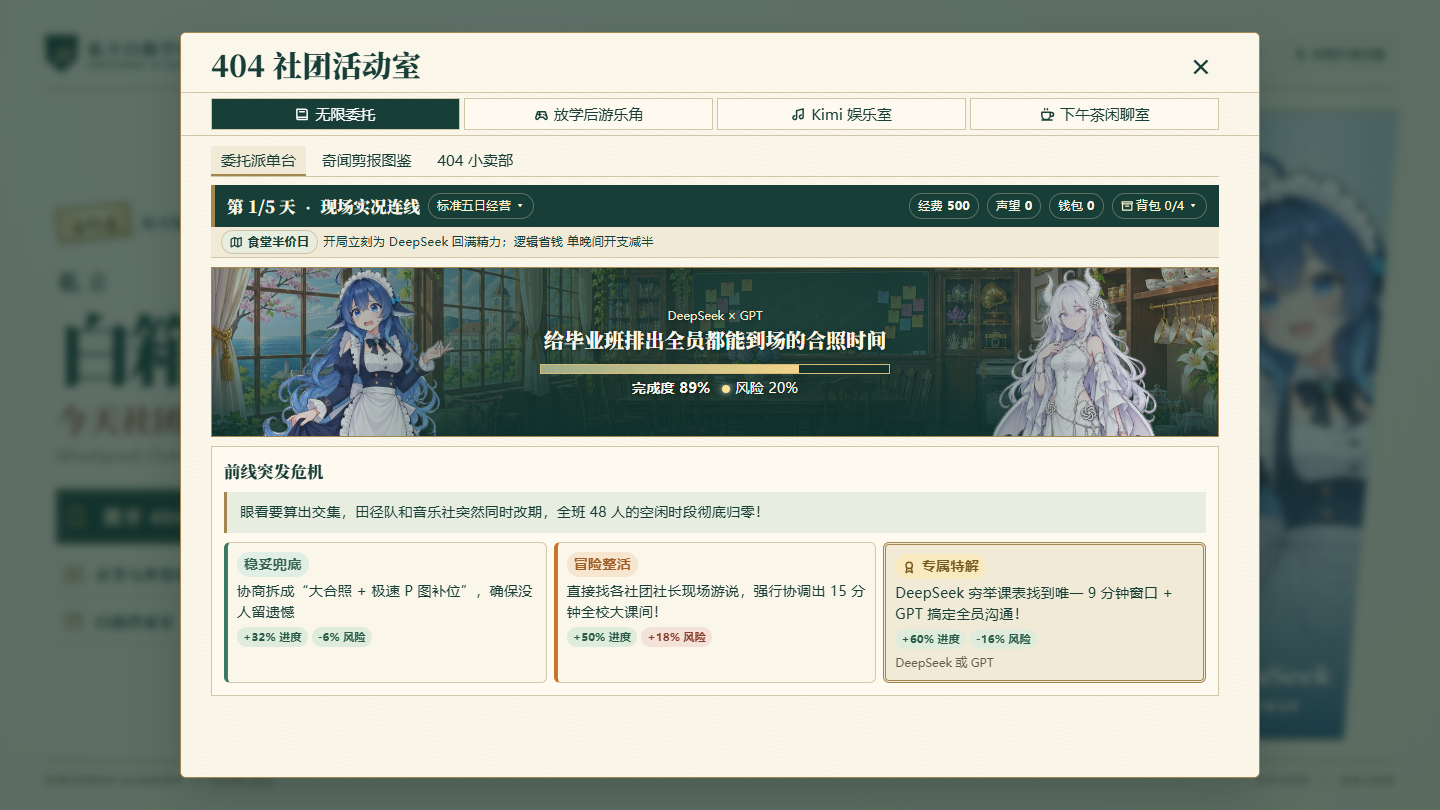 404 社团活动室
无限委托
放学后游乐角
Kimi 娱乐室
下午茶闲聊室
委托派单台
奇闻剪报图鉴
404 小卖部
第 1/5 天 · 现场实况连线
标准五日经营
经费 500
声望 0
钱包 0
背包 0/4
食堂半价日
开局立刻为 DeepSeek 回满精力；逻辑省钱 单晚间开支减半
DeepSeek × GPT
给毕业班排出全员都能到场的合照时间
完成度 89%
风险 20%
前线突发危机
眼看要算出交集，田径队和音乐社突然同时改期，全班 48 人的空闲时段彻底归零！
稳妥兜底
协商拆成“大合照 + 极速 P 图补位”，确保没
人留遗憾
+32% 进度
-6% 风险
冒险整活
直接找各社团社长现场游说，强行协调出 15 分
钟全校大课间！
+50% 进度
+18% 风险
专属特解
DeepSeek 穷举课表找到唯一 9 分钟窗口 +
GPT 搞定全员沟通！
+60% 进度
-16% 风险
DeepSeek 或 GPT